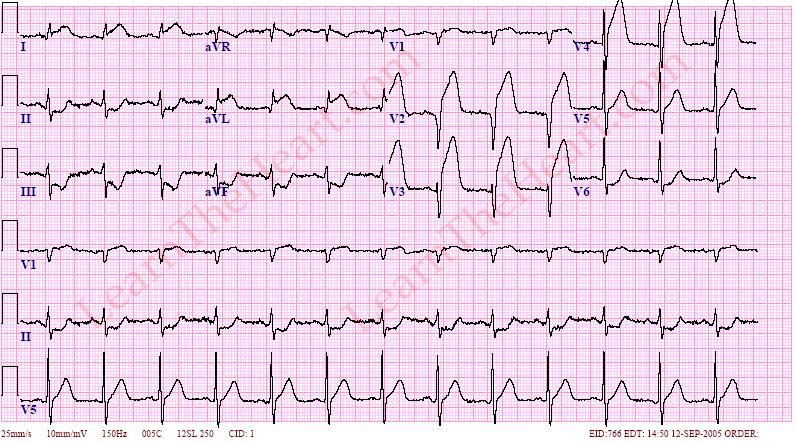 I aVR V1 V4
II aVL V2 V5
III aVF V3 V6
V1
II
V5
LearnTheHeart.com
LearnTheHeart.com
25mm/s 10mm/mV 150Hz 005C 12SL 250 CID: 1 EID:766 EDT: 14:50 12-SEP-2005 ORDER: